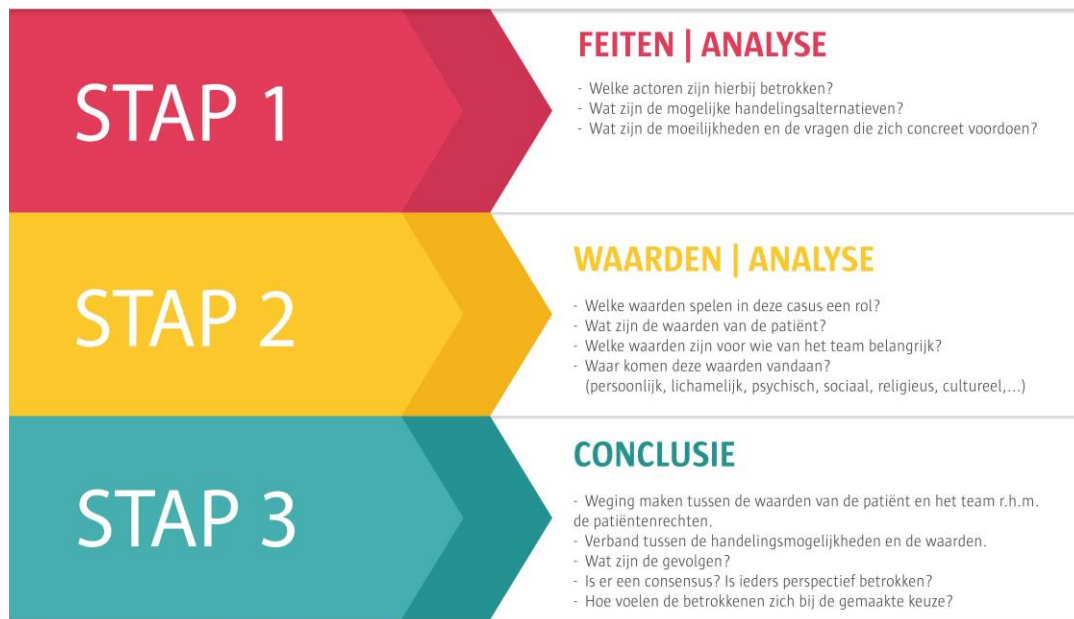 STAP 1
FEITEN | ANALYSE
- Welke actoren zijn hierbij betrokken?
- Wat zijn de mogelijke handelingsalternatieven?
- Wat zijn de moeilijkheden en de vragen die zich concreet voordoen?
STAP 2
WAARDEN | ANALYSE
- Welke waarden spelen in deze casus een rol?
- Wat zijn de waarden van de patiënt?
- Welke waarden zijn voor wie van het team belangrijk?
- Waar komen deze waarden vandaan?
(persoonlijk, lichamelijk, psychisch, sociaal, religieus, cultureel,...)
STAP 3
CONCLUSIE
- Weging maken tussen de waarden van de patiënt en het team r.h.m.
de patiëntenrechten.
- Verband tussen de handelingsmogelijkheden en de waarden.
- Wat zijn de gevolgen?
- Is er een consensus? Is ieders perspectief betrokken?
- Hoe voelen de betrokkenen zich bij de gemaakte keuze?